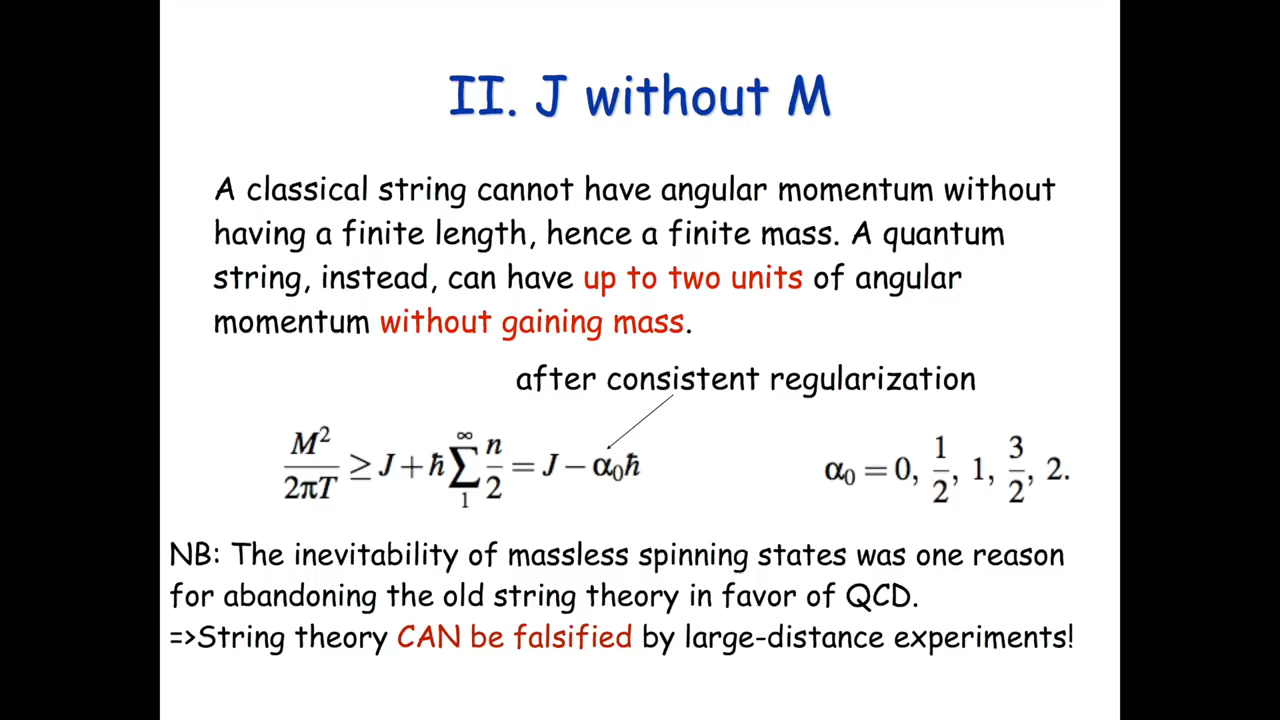 II. J without M
A classical string cannot have angular momentum without
having a finite length, hence a finite mass. A quantum
string, instead, can have up to two units of angular
momentum without gaining mass.
after consistent regularization
M²/2πT ≥ J + ħ ∑₁^∞ n/2 = J − α₀ħ
α₀ = 0, 1/2, 1, 3/2, 2.
NB: The inevitability of massless spinning states was one reason
for abandoning the old string theory in favor of QCD.
=>String theory CAN be falsified by large-distance experiments!